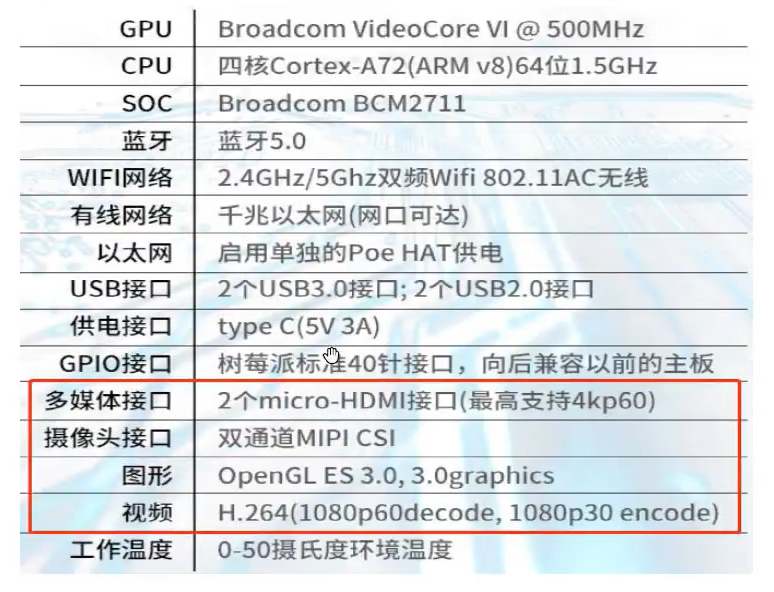 GPU Broadcom VideoCore VI @ 500MHz
CPU 四核Cortex-A72(ARM v8)64位1.5GHz
SOC Broadcom BCM2711
蓝牙 蓝牙5.0
WIFI网络 2.4GHz/5Ghz双频Wifi 802.11AC无线
有线网络 千兆以太网(网口可达)
以太网 启用单独的Poe HAT供电
USB接口 2个USB3.0接口; 2个USB2.0接口
供电接口 type C(5V 3A)
GPIO接口 树莓派标准40针接口，向后兼容以前的主板
多媒体接口 2个micro-HDMI接口(最高支持4kp60)
摄像头接口 双通道MIPI CSI
图形 OpenGL ES 3.0, 3.0graphics
视频 H.264(1080p60decode, 1080p30 encode)
工作温度 0-50摄氏度环境温度